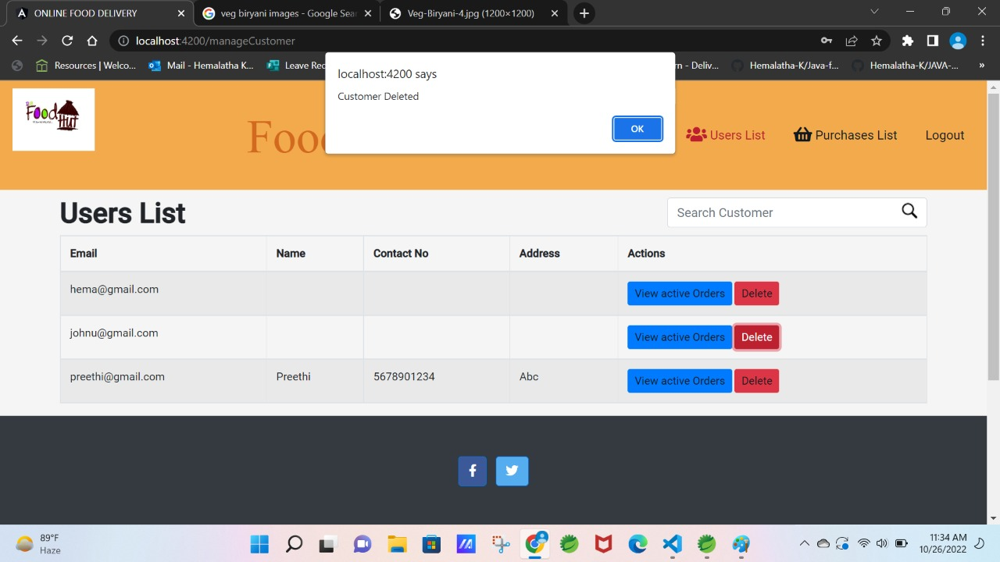 ONLINE FOOD DELIVERY
veg biryani images - Google Sear
Veg-Biryani-4.jpg (1200×1200)
localhost:4200/manageCustomer
Resources | Welco...
Mail - Hemalatha K...
Leave Rec
m - Deliv...
Hemalatha-K/Java-f...
Hemalatha-K/JAVA-...
»
localhost:4200 says
Customer Deleted
OK
Food Hut
Foo
Users List
Purchases List
Logout
Users List
Search Customer
Email Name Contact No Address Actions
hema@gmail.com View active Orders Delete
johnu@gmail.com View active Orders Delete
preethi@gmail.com Preethi 5678901234 Abc View active Orders Delete
89°F
Haze
11:34 AM
10/26/2022